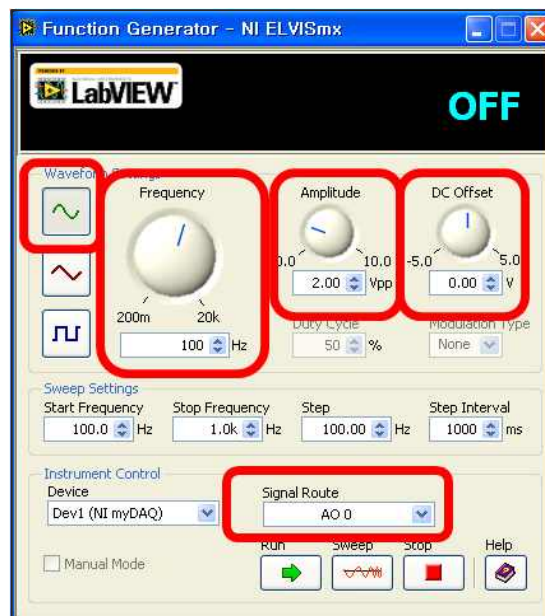 Function Generator - NI ELVISmx
POWERED BY
LabVIEW
OFF
Waveform Settings
Frequency
Amplitude
DC Offset
0.0 10.0 -5.0 5.0
2.00 Vpp 0.00 V
200m 20k
Duty Cycle Modulation Type
100 Hz 50 % None
Sweep Settings
Start Frequency Stop Frequency Step Step Interval
100.0 Hz 1.0k Hz 100.00 Hz 1000 ms
Instrument Control
Device Signal Route
Dev1 (NI myDAQ) AO 0
Run Sweep Stop Help
Manual Mode